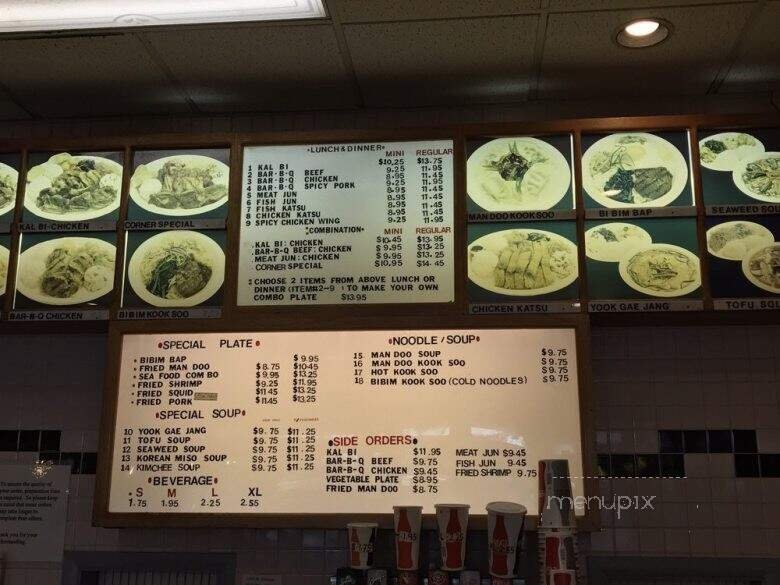 LUNCH & DINNER
MINI REGULAR
1 KAL BI $10.25 $13.75
2 BAR-B-Q BEEF 9.25 11.95
3 BAR-B-Q CHICKEN 8.95 11.45
4 BAR-B-Q SPICY PORK 9.25 11.95
5 MEAT JUN 8.95 11.45
6 FISH JUN 8.95 11.45
7 FISH KATSU 8.95 11.45
8 CHICKEN KATSU 8.95 11.45
9 SPICY CHICKEN WING 9.25 11.95
COMBINATION MINI REGULAR
KAL BI: CHICKEN $10.45 $13.95
BAR-B-Q BEEF: CHICKEN $9.95 $13.25
MEAT JUN: CHICKEN $9.95 $13.25
CORNER SPECIAL $10.95 $14.45
CHOOSE 2 ITEMS FROM ABOVE LUNCH OR
DINNER (ITEM#2-9 ) TO MAKE YOUR OWN
COMBO PLATE $13.95
KAL BI-CHICKEN
CORNER SPECIAL
MAN DOO KOOK SOO
BI BIM BAP
SEAWEED SOU
BAR-B-Q CHICKEN
BIBIM KOOK SOO
CHICKEN KATSU
YOOK GAE JANG
TOFU
SPECIAL PLATE
BIBIM BAP $9.95
FRIED MAN DOO $8.75 $10.45
SEA FOOD COMBO $9.95 $13.25
FRIED SHRIMP $9.25 $11.95
FRIED SQUID $11.45 $13.25
FRIED PORK $11.45 $13.25
SPECIAL SOUP
10 YOOK GAE JANG $9.75 $11.25
11 TOFU SOUP $9.75 $11.25
12 SEAWEED SOUP $9.75 $11.25
13 KOREAN MISO SOUP $9.75 $11.25
14 KIMCHEE SOUP $9.75 $11.25
BEVERAGE
S M L XL
1.75 1.95 2.25 2.55
NOODLE/SOUP
15. MAN DOO SOUP $9.75
16 MAN DOO KOOK SOO $9.75
17 HOT KOOK SOO $9.75
18 BIBIM KOOK SOO (COLD NOODLES) $9.75
SIDE ORDERS
KAL BI $11.95
BAR-B-Q BEEF $9.75
BAR-B-Q CHICKEN $9.45
VEGETABLE PLATE $8.95
FRIED MAN DOO $8.75
MEAT JUN $9.45
FISH JUN 9.45
FRIED SHRIMP 9.75
menupix